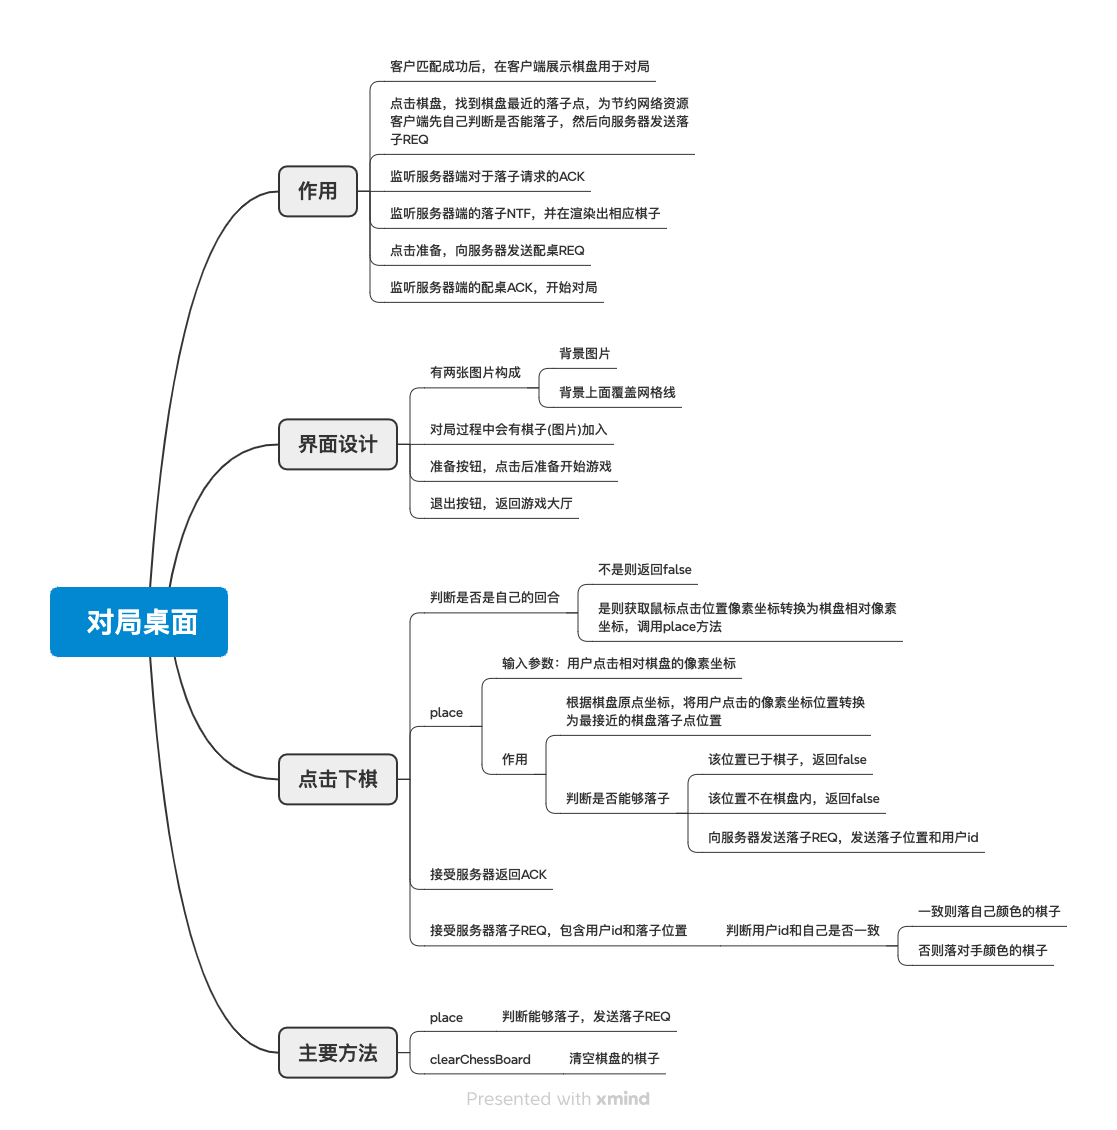 对局桌面
作用
客户匹配成功后，在客户端展示棋盘用于对局
点击棋盘，找到棋盘最近的落子点，为节约网络资源
客户端先自己判断是否能落子，然后向服务器发送落
子REQ
监听服务器端对于落子请求的ACK
监听服务器端的落子NTF，并在渲染出相应棋子
点击准备，向服务器发送配桌REQ
监听服务器端的配桌ACK，开始对局
界面设计
有两张图片构成
背景图片
背景上面覆盖网格线
对局过程中会有棋子(图片)加入
准备按钮，点击后准备开始游戏
退出按钮，返回游戏大厅
点击下棋
判断是否是自己的回合
不是则返回false
是则获取鼠标点击位置像素坐标转换为棋盘相对像素
坐标，调用place方法
place
输入参数：用户点击相对棋盘的像素坐标
作用
根据棋盘原点坐标，将用户点击的像素坐标位置转换
为最接近的棋盘落子点位置
判断是否能够落子
该位置已于棋子，返回false
该位置不在棋盘内，返回false
向服务器发送落子REQ，发送落子位置和用户id
接受服务器返回ACK
接受服务器落子REQ，包含用户id和落子位置
判断用户id和自己是否一致
一致则落自己颜色的棋子
否则落对手颜色的棋子
主要方法
place
判断能够落子，发送落子REQ
clearChessBoard
清空棋盘的棋子
Presented with xmind